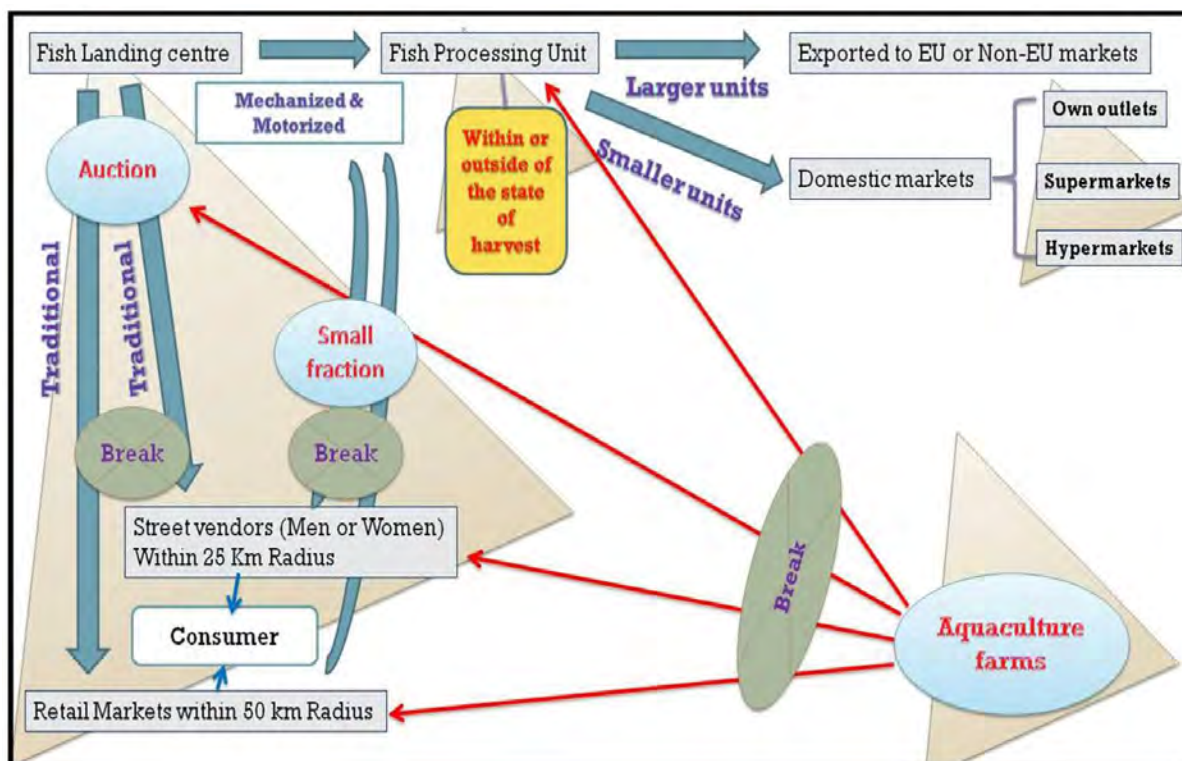 Fish Landing centre
Fish Processing Unit
Exported to EU or Non-EU markets
Mechanized &
Motorized
Larger units
Smaller units
Own outlets
Within or
outside of
the state
of
harvest
Auction
Domestic markets
Supermarkets
Hypermarkets
Traditional
Traditional
Small
fraction
Break
Break
Street vendors (Men or Women)
Within 25 Km Radius
Break
Consumer
Aquaculture
farms
Retail Markets within 50 km Radius